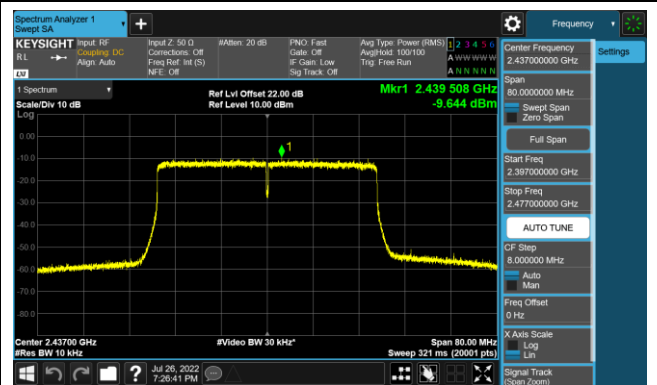 Spectrum Analyzer 1
Swept SA
Frequency
KEYSIGHT
RL
Input: RF
Coupling: DC
Align: Auto
Input Z: 50 Ω
Corrections: Off
Freq Ref: Int (S)
NFE: Off
#Atten: 20 dB
PNO: Fast
Gate: Off
IF Gain: Low
Sig Track: Off
Avg Type: Power (RMS)
Avg|Hold: 100/100
Trig: Free Run
1 2 3 4 5 6
A W W W W W
A N N N N N
LXI
1 Spectrum
Scale/Div 10 dB
Log
Ref Lvl Offset 22.00 dB
Ref Level 10.00 dBm
Mkr1 2.439 508 GHz
-9.644 dBm
1
0.00
-10.0
-20.0
-30.0
-40.0
-50.0
-60.0
-70.0
-80.0
Center 2.43700 GHz
#Res BW 10 kHz
#Video BW 30 kHz*
Span 80.00 MHz
Sweep 321 ms (20001 pts)
Jul 26, 2022
7:26:41 PM
Center Frequency
2.437000000 GHz
Settings
Span
80.0000000 MHz
Swept Span
Zero Span
Full Span
Start Freq
2.397000000 GHz
Stop Freq
2.477000000 GHz
AUTO TUNE
CF Step
8.000000 MHz
Auto
Man
Freq Offset
0 Hz
X Axis Scale
Log
Lin
Signal Track
(Span Zoom)